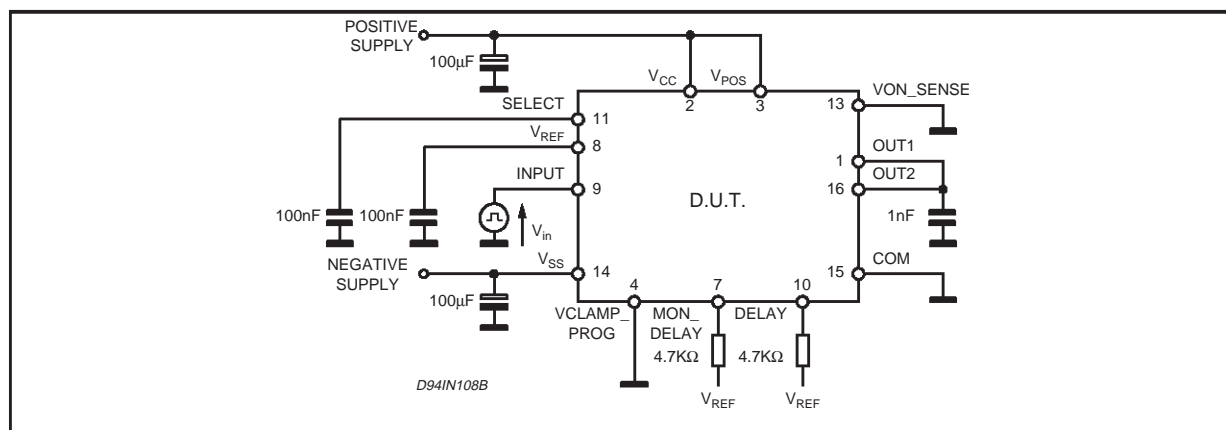 POSITIVE
SUPPLY
100μF
VCC
VPOS
2
3
SELECT
11
VREF
8
INPUT
9
100nF
100nF
Vin
VSS
14
NEGATIVE
SUPPLY
100μF
D.U.T.
13
VON_SENSE
1
OUT1
16
OUT2
1nF
15
COM
4
7
10
VCLAMP_
PROG
MON_
DELAY
DELAY
4.7KΩ
4.7KΩ
VREF
VREF
D94IN108B